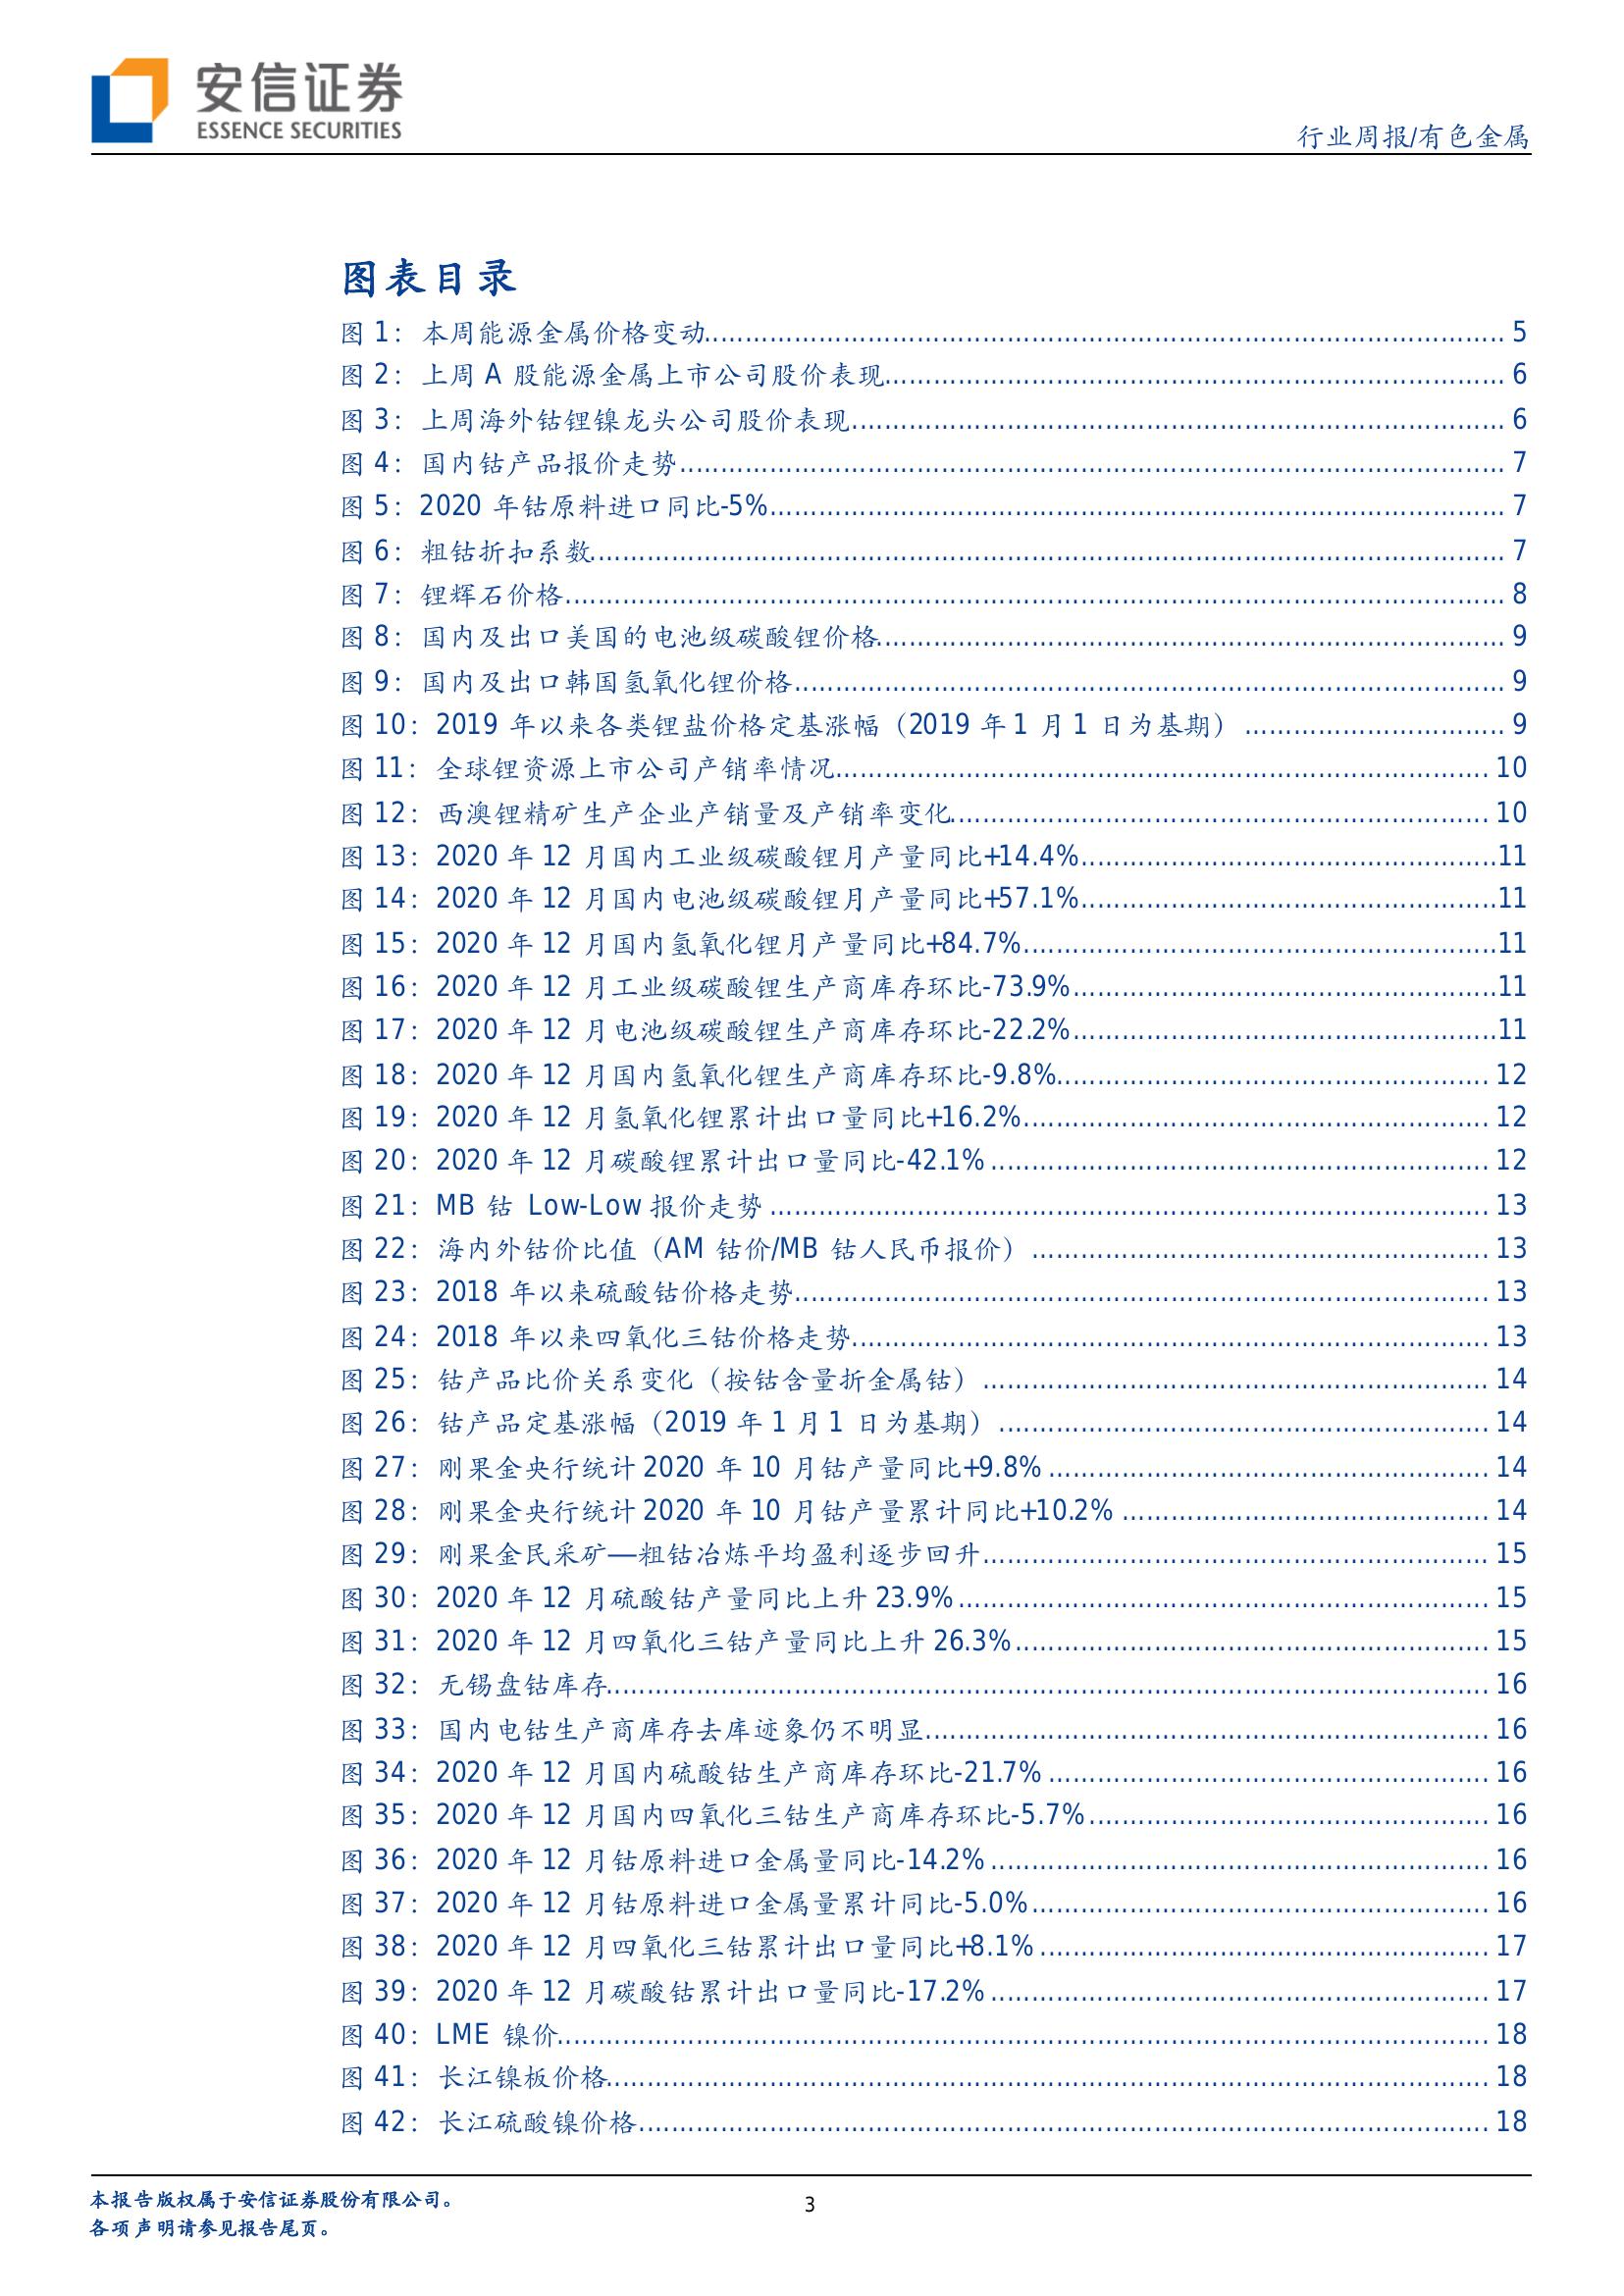 安信证券
ESSENCE SECURITIES
行业周报/有色金属
图表目录
图 1：本周能源金属价格变动 5
图 2：上周 A 股能源金属上市公司股价表现 6
图 3：上周海外钴锂镍龙头公司股价表现 6
图 4：国内钴产品报价走势 7
图 5：2020 年钴原料进口同比-5% 7
图 6：粗钴折扣系数 7
图 7：锂辉石价格 8
图 8：国内及出口美国的电池级碳酸锂价格 9
图 9：国内及出口韩国氢氧化锂价格 9
图 10：2019 年以来各类锂盐价格定基涨幅（2019 年 1 月 1 日为基期） 9
图 11：全球锂资源上市公司产销率情况 10
图 12：西澳锂精矿生产企业产销量及产销率变化 10
图 13：2020 年 12 月国内工业级碳酸锂月产量同比+14.4% 11
图 14：2020 年 12 月国内电池级碳酸锂月产量同比+57.1% 11
图 15：2020 年 12 月国内氢氧化锂月产量同比+84.7% 11
图 16：2020 年 12 月工业级碳酸锂生产商库存环比-73.9% 11
图 17：2020 年 12 月电池级碳酸锂生产商库存环比-22.2% 11
图 18：2020 年 12 月国内氢氧化锂生产商库存环比-9.8% 12
图 19：2020 年 12 月氢氧化锂累计出口量同比+16.2% 12
图 20：2020 年 12 月碳酸锂累计出口量同比-42.1% 12
图 21：MB 钴 Low-Low 报价走势 13
图 22：海内外钴价比值（AM 钴价/MB 钴人民币报价） 13
图 23：2018 年以来硫酸钴价格走势 13
图 24：2018 年以来四氧化三钴价格走势 13
图 25：钴产品比价关系变化（按钴含量折金属钴） 14
图 26：钴产品定基涨幅（2019 年 1 月 1 日为基期） 14
图 27：刚果金央行统计 2020 年 10 月钴产量同比+9.8% 14
图 28：刚果金央行统计 2020 年 10 月钴产量累计同比+10.2% 14
图 29：刚果金民采矿—粗钴冶炼平均盈利逐步回升 15
图 30：2020 年 12 月硫酸钴产量同比上升 23.9% 15
图 31：2020 年 12 月四氧化三钴产量同比上升 26.3% 15
图 32：无锡盘钴库存 16
图 33：国内电钴生产商库存去库迹象仍不明显 16
图 34：2020 年 12 月国内硫酸钴生产商库存环比-21.7% 16
图 35：2020 年 12 月国内四氧化三钴生产商库存环比-5.7% 16
图 36：2020 年 12 月钴原料进口金属量同比-14.2% 16
图 37：2020 年 12 月钴原料进口金属量累计同比-5.0% 16
图 38：2020 年 12 月四氧化三钴累计出口量同比+8.1% 17
图 39：2020 年 12 月碳酸钴累计出口量同比-17.2% 17
图 40：LME 镍价 18
图 41：长江镍板价格 18
图 42：长江硫酸镍价格 18
本报告版权属于安信证券股份有限公司。
各项声明请参见报告尾页。
3